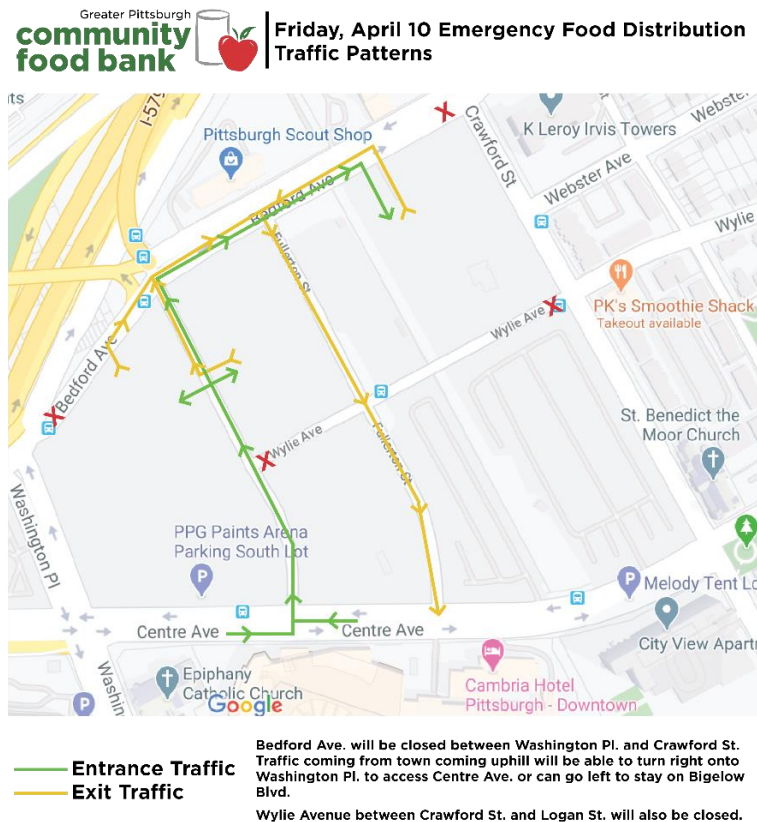 Greater Pittsburgh
community
food bank
Friday, April 10 Emergency Food Distribution
Traffic Patterns
nts
I-579
Pittsburgh Scout Shop
Crawford St
K Leroy Irvis Towers
Webster
Webster Ave
Bedford Ave
Fullerton St
Wylie
PK's Smoothie Shack
Takeout available
Wylie Ave
Bedford Ave
St. Benedict the
Moor Church
Wylie Ave
Fullerton St
Washington Pl
PPG Paints Arena
Parking South Lot
Melody Tent Lo
Centre Ave
Centre Ave
City View Apart
Epiphany
Catholic Church
Washin
Google
Cambria Hotel
Pittsburgh - Downtown
Entrance Traffic
Exit Traffic
Bedford Ave. will be closed between Washington Pl. and Crawford St.
Traffic coming from town coming uphill will be able to turn right onto
Washington Pl. to access Centre Ave. or can go left to stay on Bigelow
Blvd.
Wylie Avenue between Crawford St. and Logan St. will also be closed.